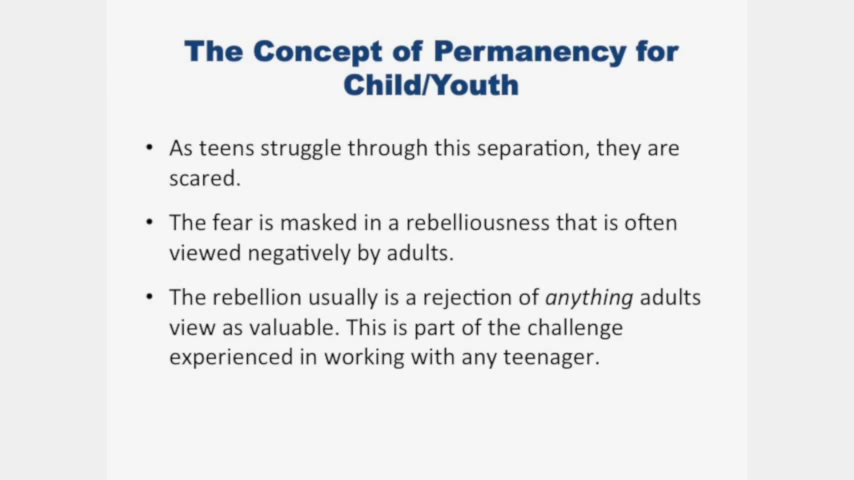 The Concept of Permanency for
Child/Youth
• As teens struggle through this separation, they are
scared.
• The fear is masked in a rebelliousness that is often
viewed negatively by adults.
• The rebellion usually is a rejection of anything adults
view as valuable. This is part of the challenge
experienced in working with any teenager.